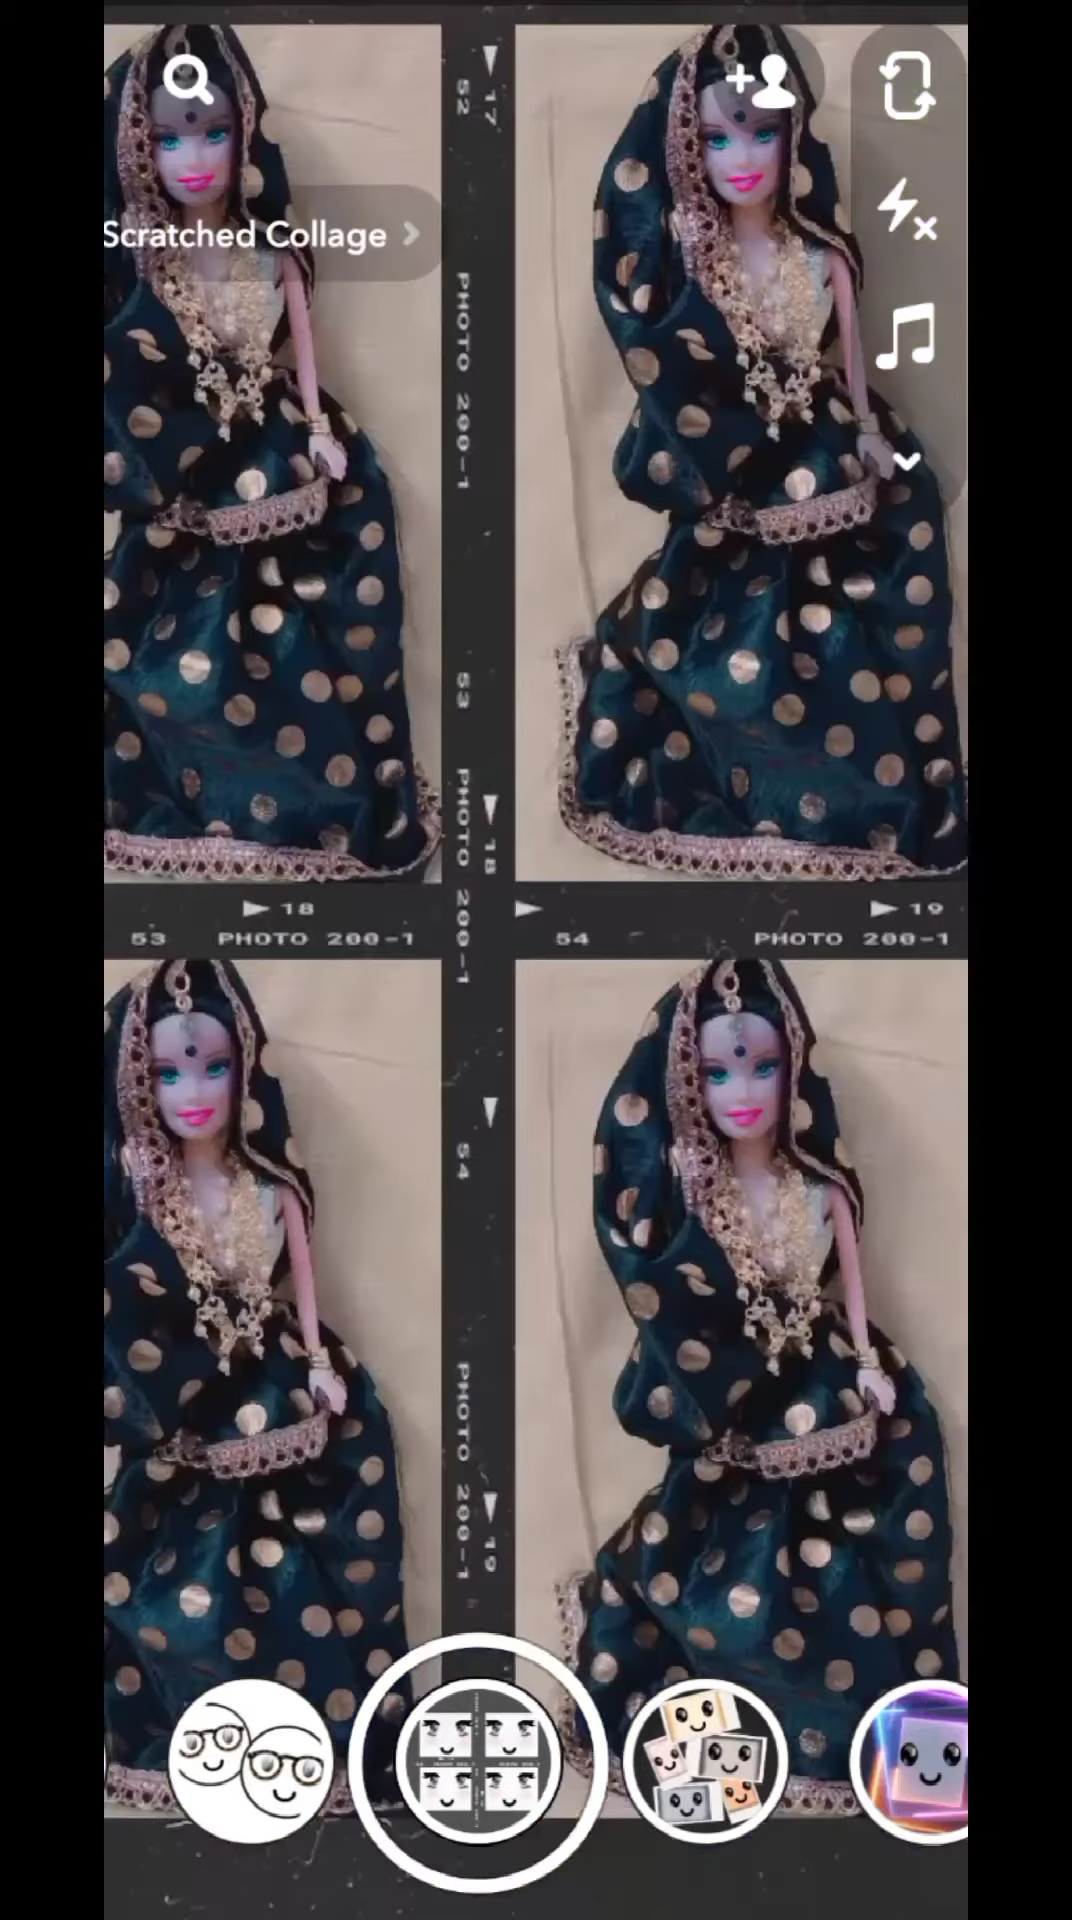 Scratched Collage
17
52
PHOTO 200-1
53
PHOTO 200-1
18
18
53 PHOTO 200-1
19
54 PHOTO 200-1
54
PHOTO 200-1
19